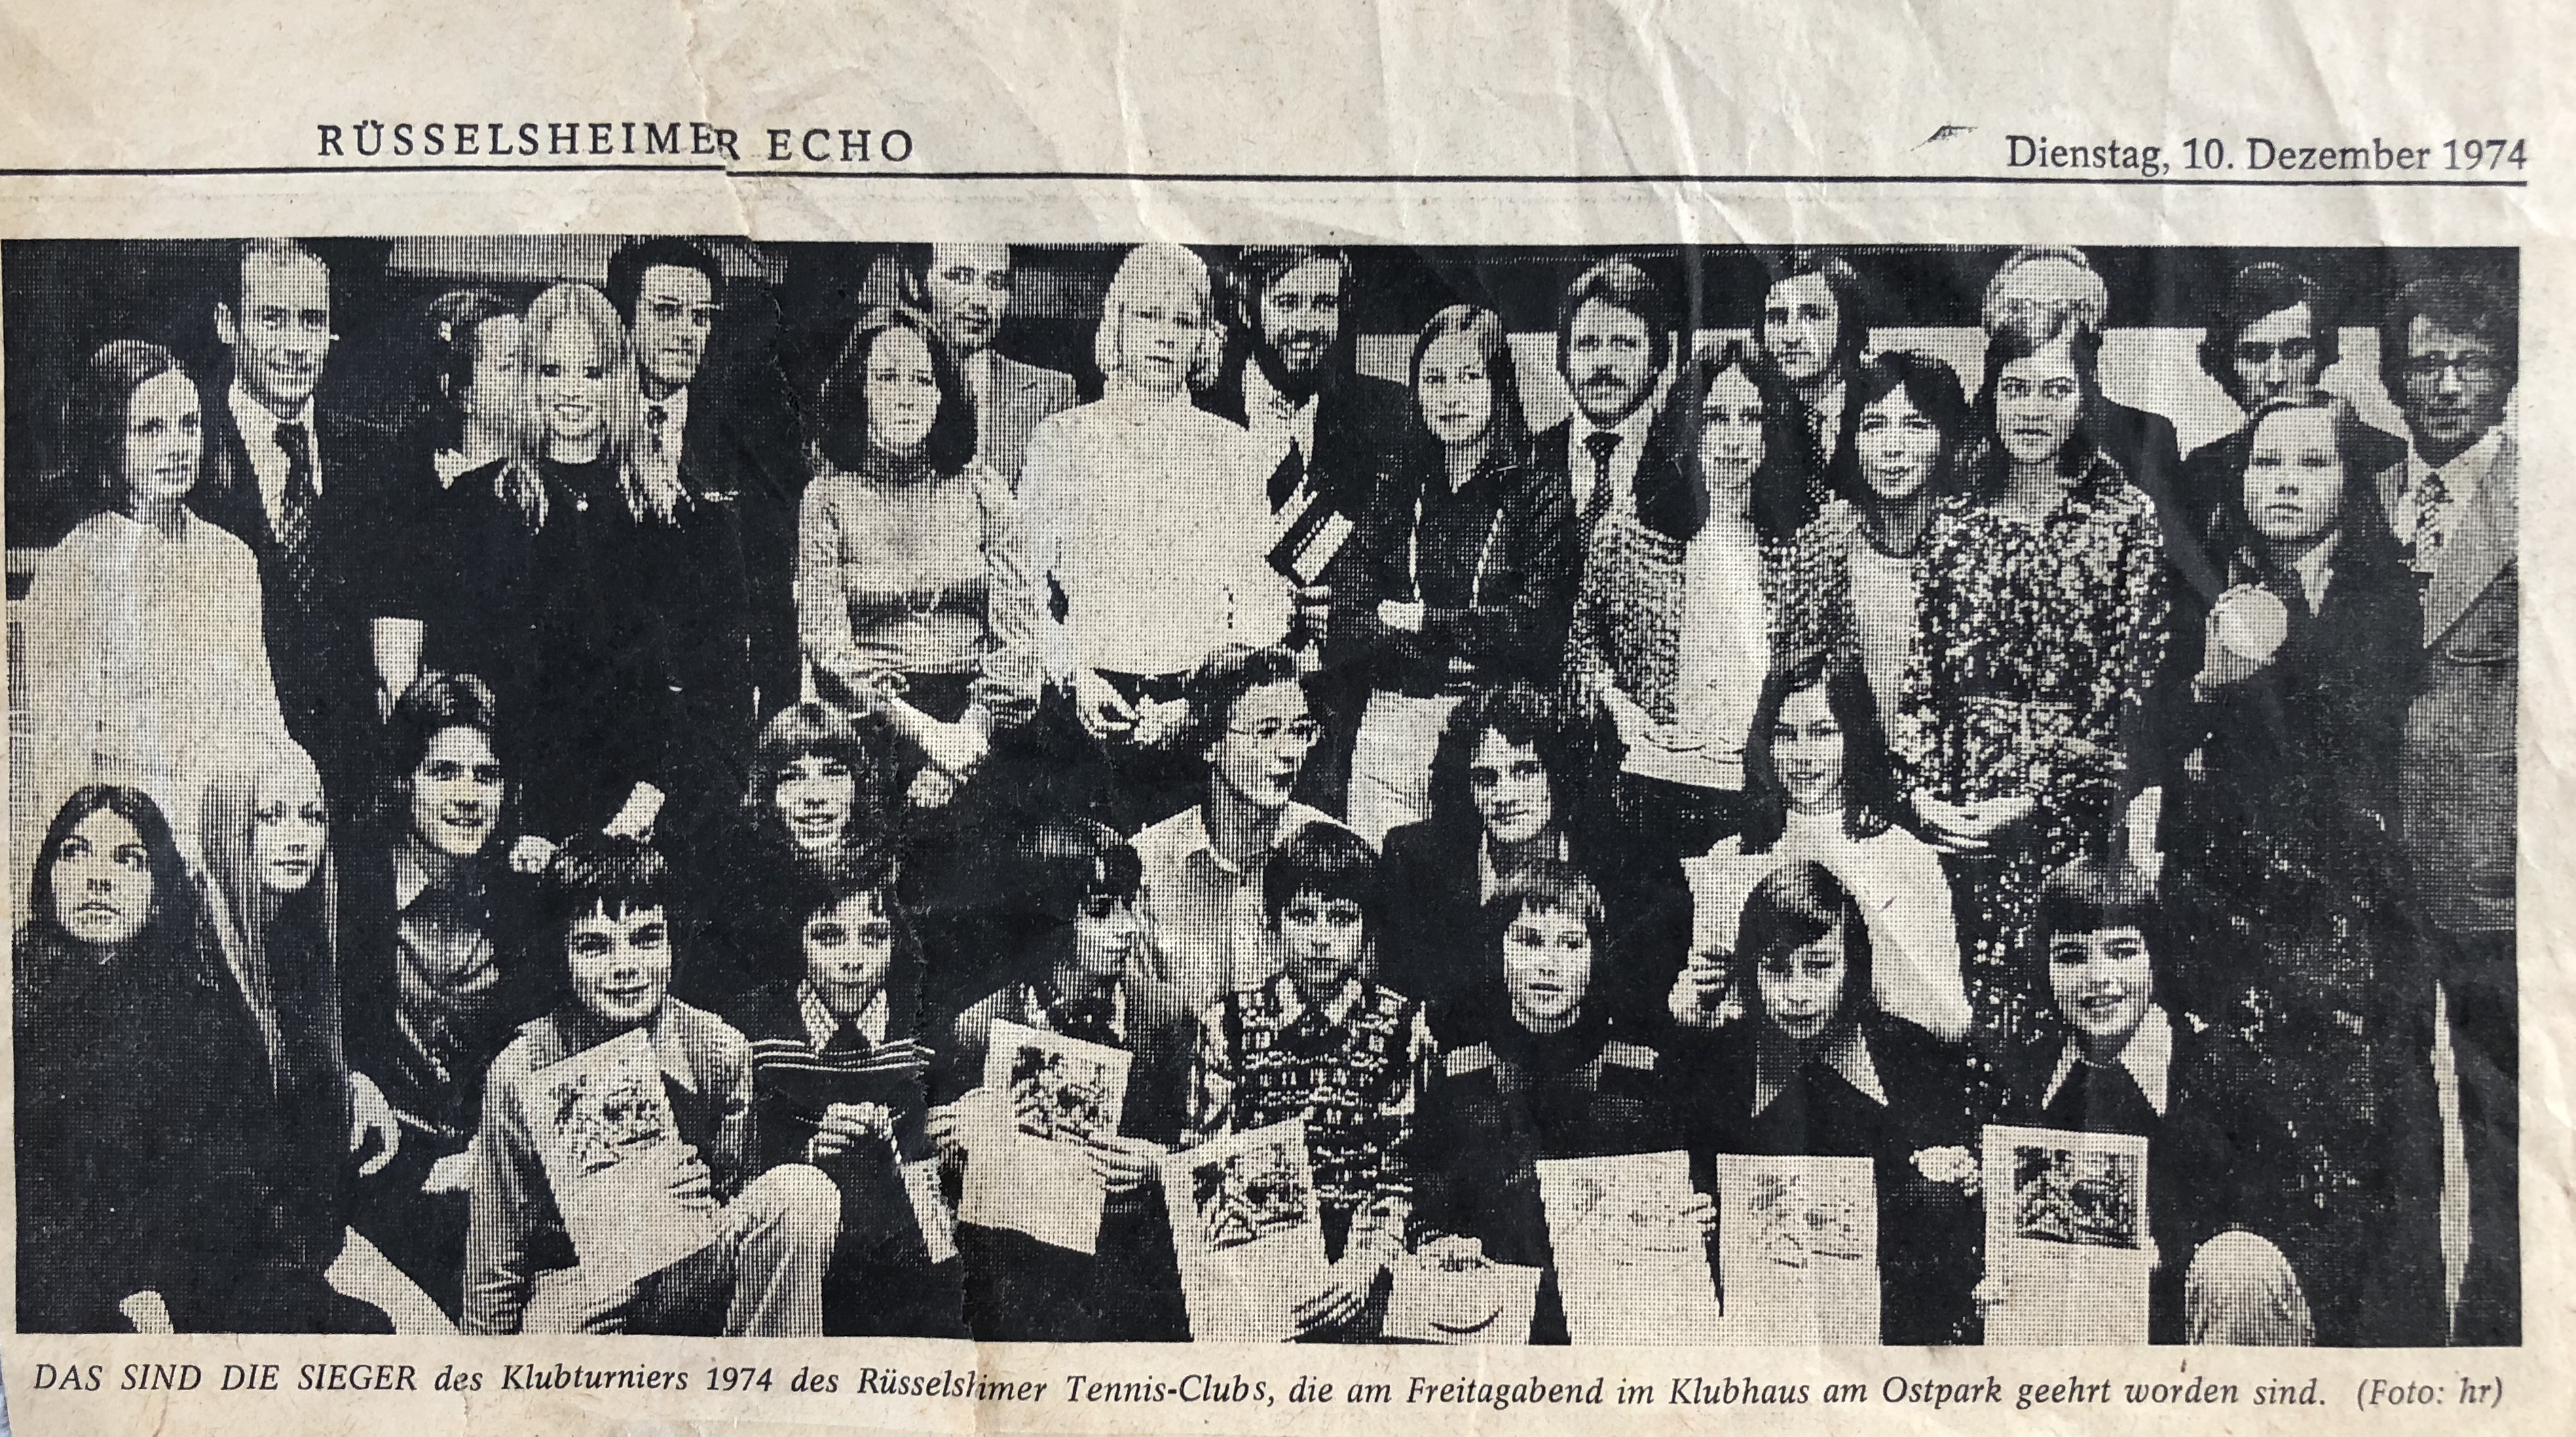 RÜSSELSHEIMER ECHO
Dienstag, 10. Dezember 1974
DAS SIND DIE SIEGER des Klubturniers 1974 des Rüsselshimer Tennis-Clubs, die am Freitagabend im Klubhaus am Ostpark geehrt worden sind. (Foto: hr)